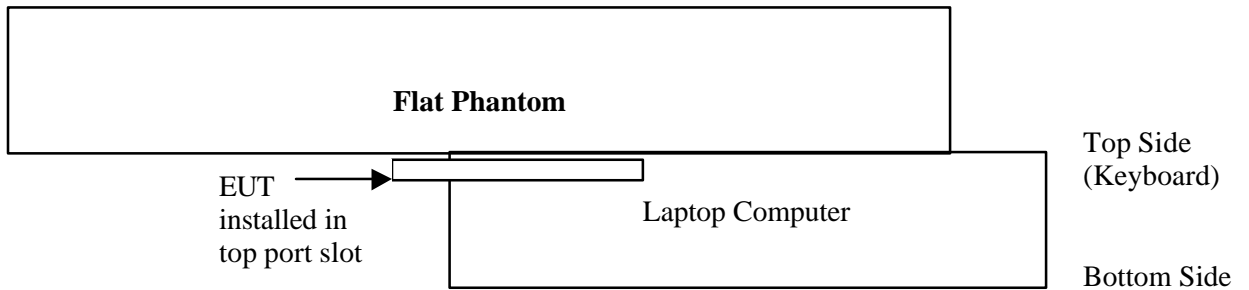 Flat Phantom
Top Side
(Keyboard)
EUT
installed in
top port slot
Laptop Computer
Bottom Side